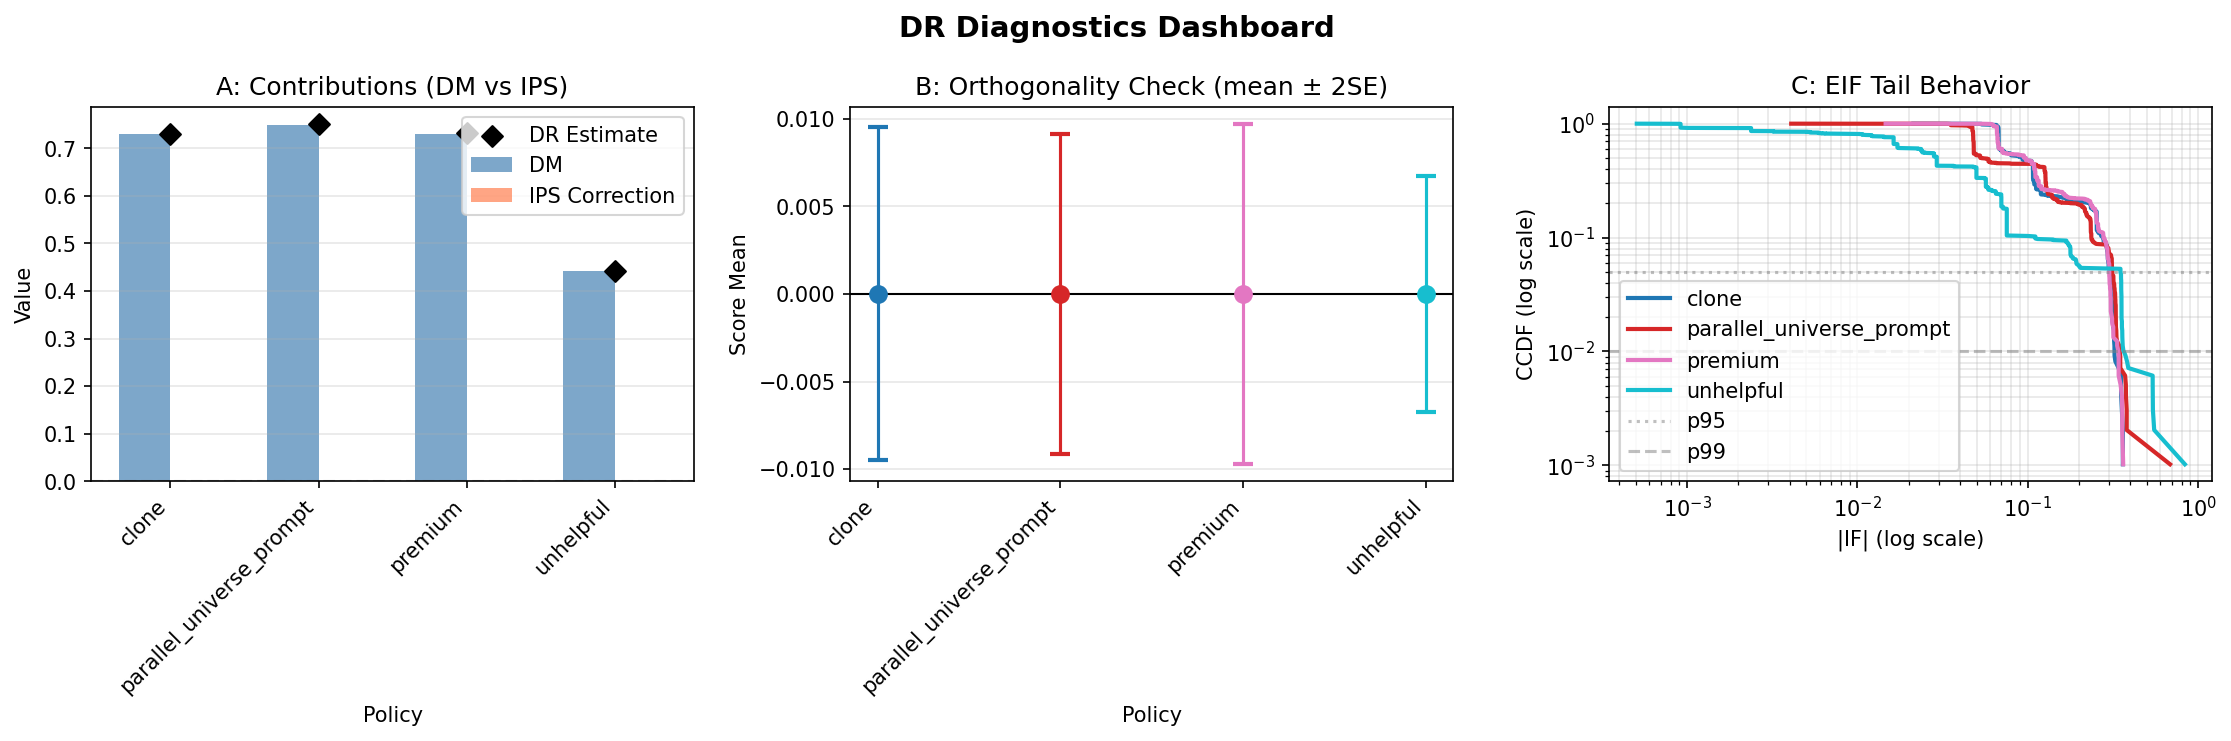 DR Diagnostics Dashboard
A: Contributions (DM vs IPS)
Value
0.7
0.6
0.5
0.4
0.3
0.2
0.1
0.0
DR Estimate
DM
IPS Correction
clone
parallel_universe_prompt
premium
unhelpful
Policy
B: Orthogonality Check (mean ± 2SE)
Score Mean
0.010
0.005
0.000
−0.005
−0.010
clone
parallel_universe_prompt
premium
unhelpful
Policy
C: EIF Tail Behavior
CCDF (log scale)
10⁰
10⁻¹
10⁻²
10⁻³
clone
parallel_universe_prompt
premium
unhelpful
p95
p99
10⁻³ 10⁻² 10⁻¹ 10⁰
|IF| (log scale)